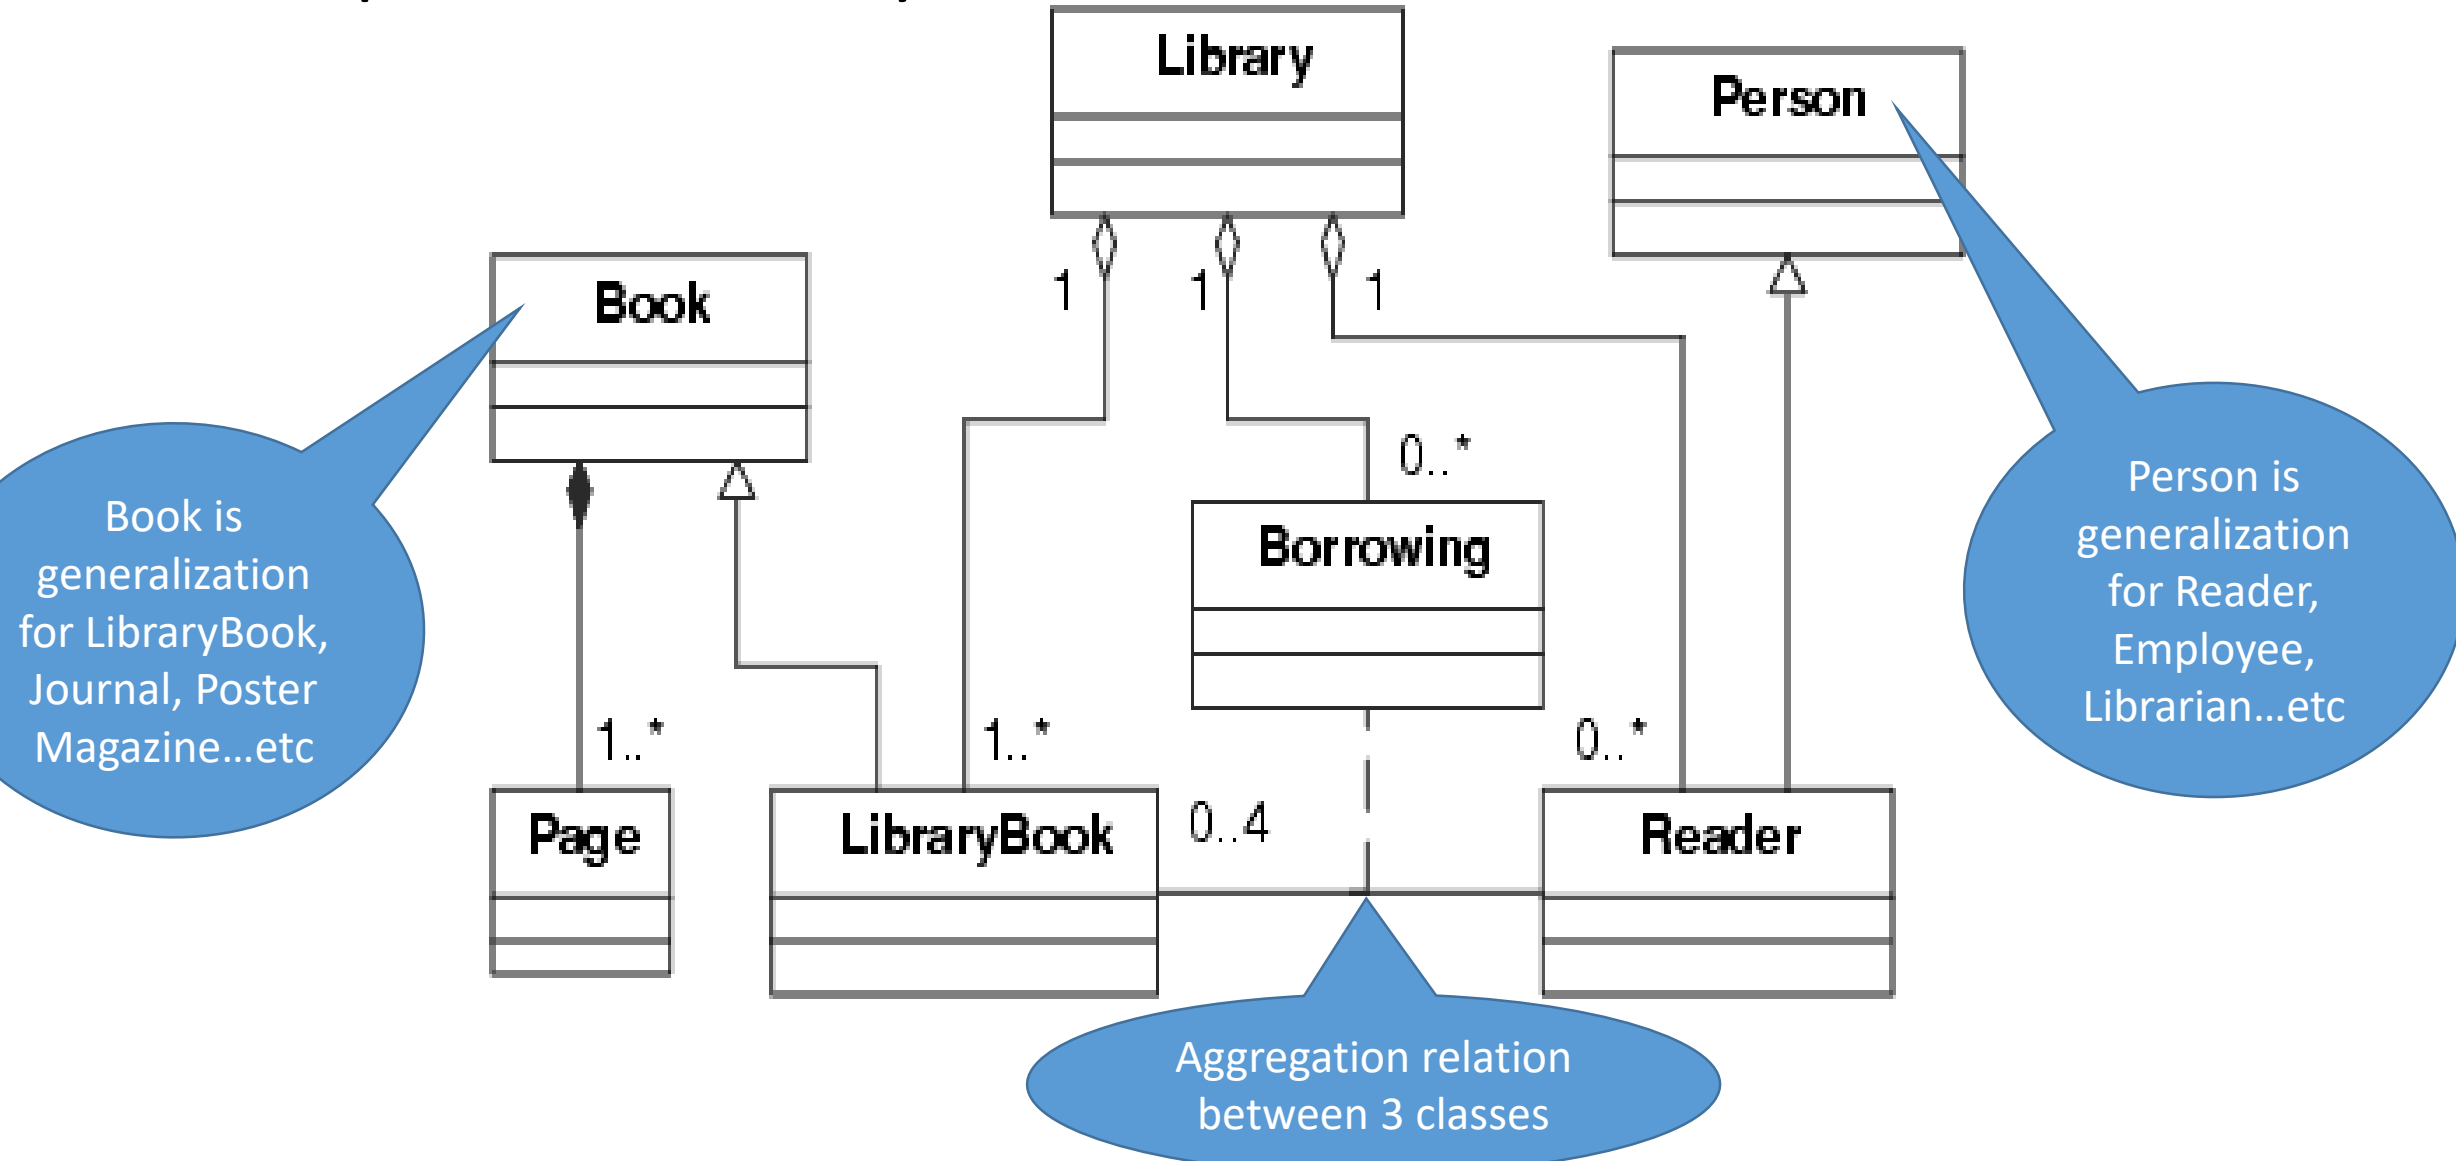 Library
Person
1
1
1
Book
0..*
Borrowing
Book is
generalization
for LibraryBook,
Journal, Poster
Magazine...etc
Person is
generalization
for Reader,
Employee,
Librarian...etc
1..*
1..*
0..*
Page
LibraryBook
0..4
Reader
Aggregation relation
between 3 classes